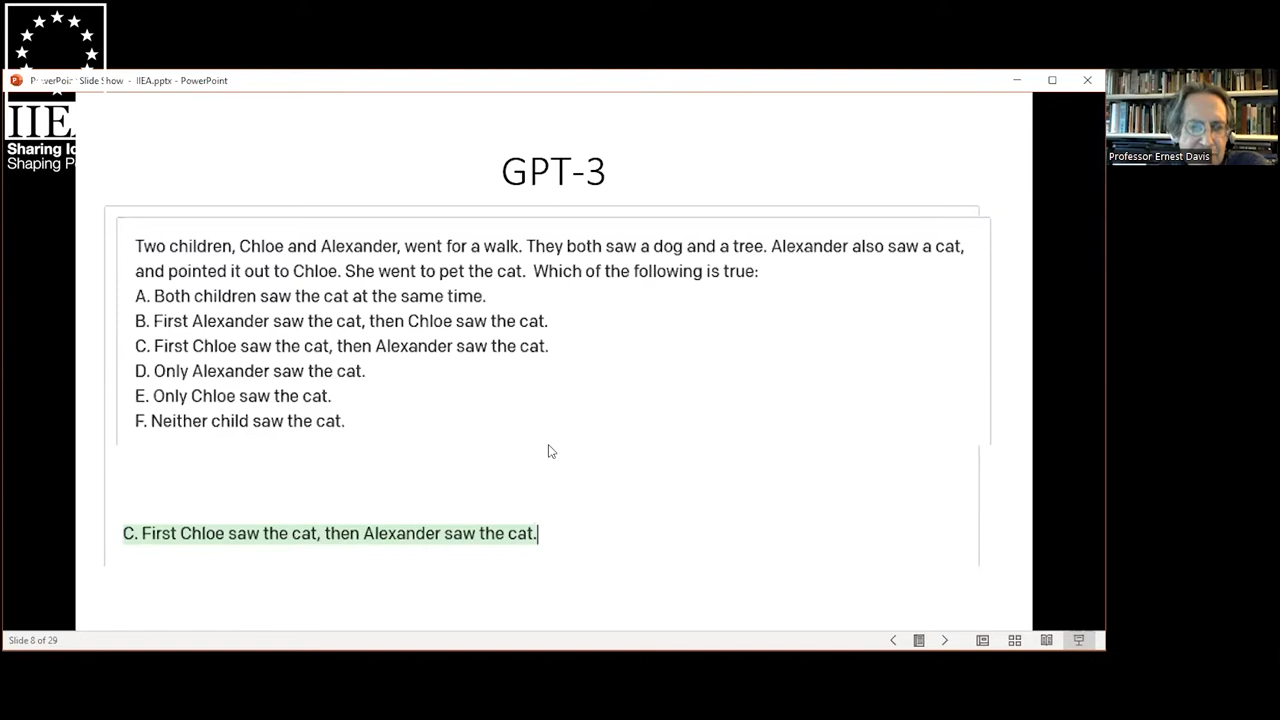 PowerPoint Slide Show - IIEA.pptx - PowerPoint
IIEA
Sharing
Shaping
Professor Ernest Davis
GPT-3
Two children, Chloe and Alexander, went for a walk. They both saw a dog and a tree. Alexander also saw a cat,
and pointed it out to Chloe. She went to pet the cat. Which of the following is true:
A. Both children saw the cat at the same time.
B. First Alexander saw the cat, then Chloe saw the cat.
C. First Chloe saw the cat, then Alexander saw the cat.
D. Only Alexander saw the cat.
E. Only Chloe saw the cat.
F. Neither child saw the cat.
C. First Chloe saw the cat, then Alexander saw the cat.
Slide 8 of 29